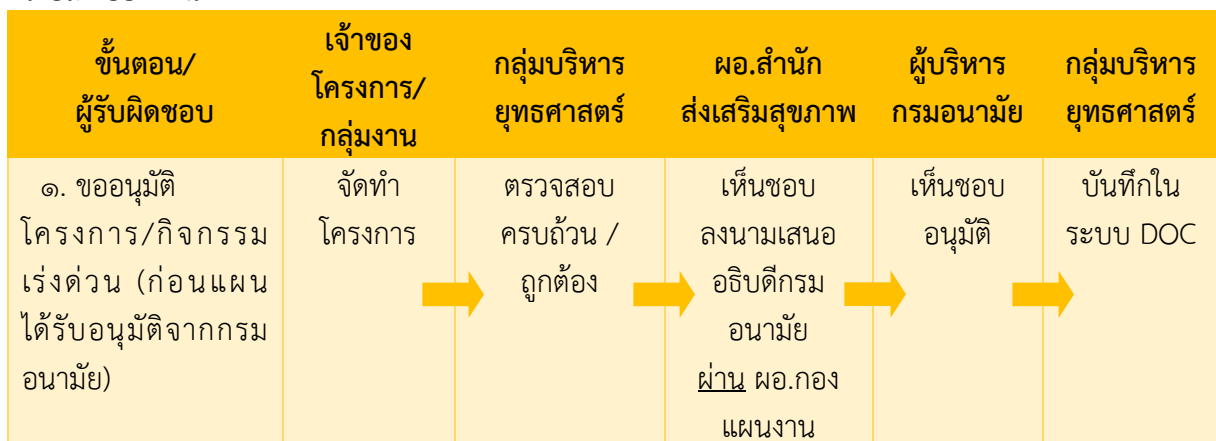 ขั้นตอน/
ผู้รับผิดชอบ
เจ้าของ
โครงการ/
กลุ่มงาน
กลุ่มบริหาร
ยุทธศาสตร์
ผอ.สำนัก
ส่งเสริมสุขภาพ
ผู้บริหาร
กรมอนามัย
กลุ่มบริหาร
ยุทธศาสตร์
๑. ขออนุมัติ
โครงการ/กิจกรรม
เร่งด่วน (ก่อนแผน
ได้รับอนุมัติจากกรม
อนามัย)
จัดทำ
โครงการ
ตรวจสอบ
ครบถ้วน /
ถูกต้อง
เห็นชอบ
ลงนามเสนอ
อธิบดีกรม
อนามัย
ผ่าน ผอ.กอง
แผนงาน
เห็นชอบ
อนุมัติ
บันทึกใน
ระบบ DOC